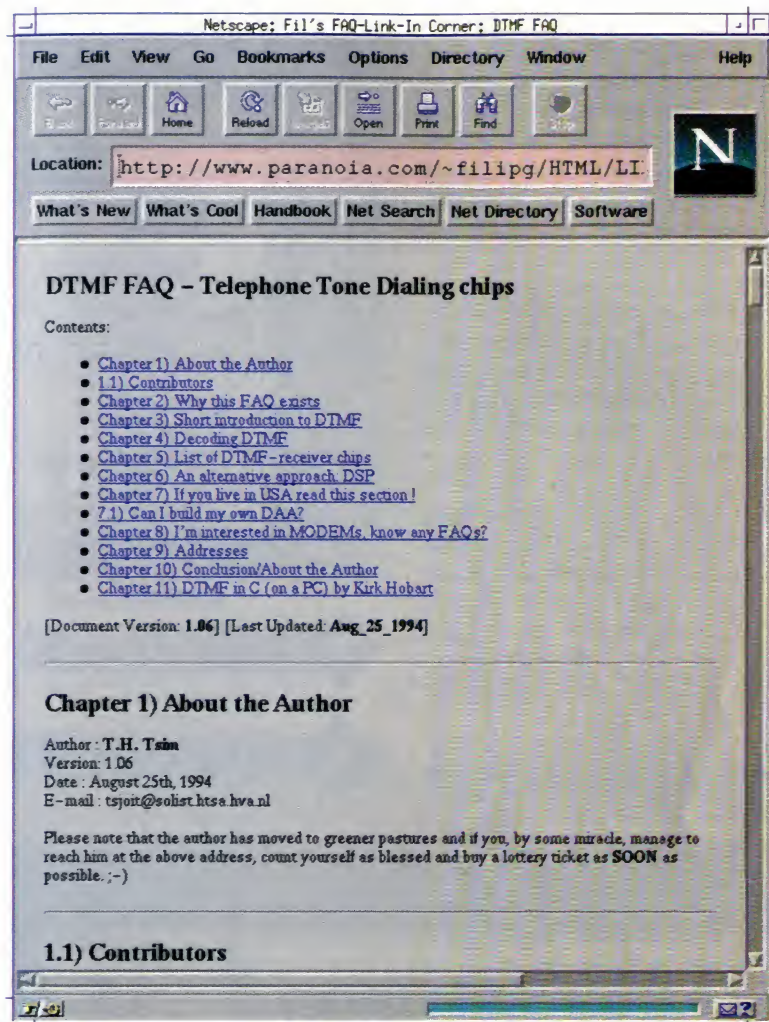 Netscape: Fil's FAQ-Link-In Corner: DTMF FAQ
File Edit View Go Bookmarks Options Directory Window Help
Home Reload Open Print Find
Location: http://www.paranoia.com/~filipg/HTML/LI
N
What's New What's Cool Handbook Net Search Net Directory Software
DTMF FAQ – Telephone Tone Dialing chips
Contents:
Chapter 1) About the Author
1.1) Contributors
Chapter 2) Why this FAQ exists
Chapter 3) Short introduction to DTMF
Chapter 4) Decoding DTMF
Chapter 5) List of DTMF-receiver chips
Chapter 6) An alternative approach: DSP
Chapter 7) If you live in USA read this section !
7.1) Can I build my own DAA?
Chapter 8) I'm interested in MODEMs, know any FAQs?
Chapter 9) Addresses
Chapter 10) Conclusion/About the Author
Chapter 11) DTMF in C (on a PC) by Kirk Hobart
[Document Version: 1.06] [Last Updated: Aug_25_1994]
Chapter 1) About the Author
Author : T.H. Tsim
Version: 1.06
Date : August 25th, 1994
E-mail : tsjoit@solist.htsa.hva.nl
Please note that the author has moved to greener pastures and if you, by some miracle, manage to
reach him at the above address, count yourself as blessed and buy a lottery ticket as SOON as
possible. ;-)
1.1) Contributors